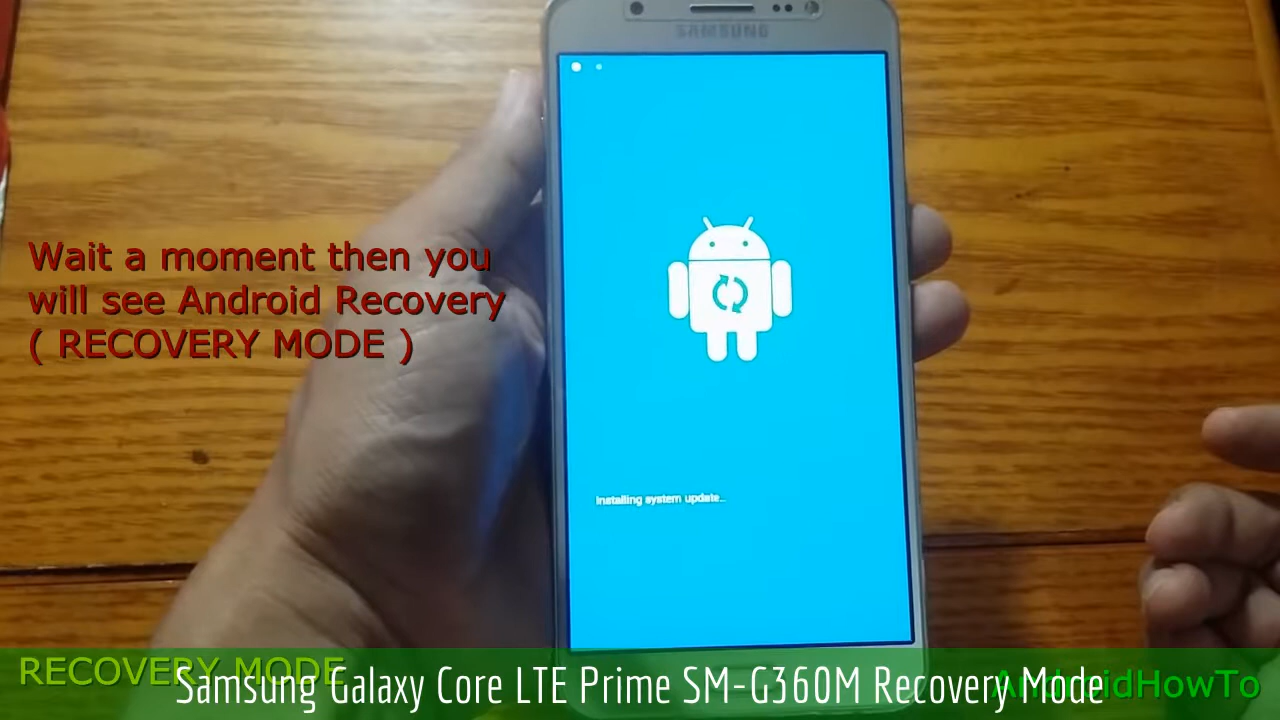 SAMSUNG
Wait a moment then you
will see Android Recovery
( RECOVERY MODE )
Installing system update...
RECOVERY MODE
Samsung Galaxy Core LTE Prime SM-G360M Recovery Mode
AndroidHowTo